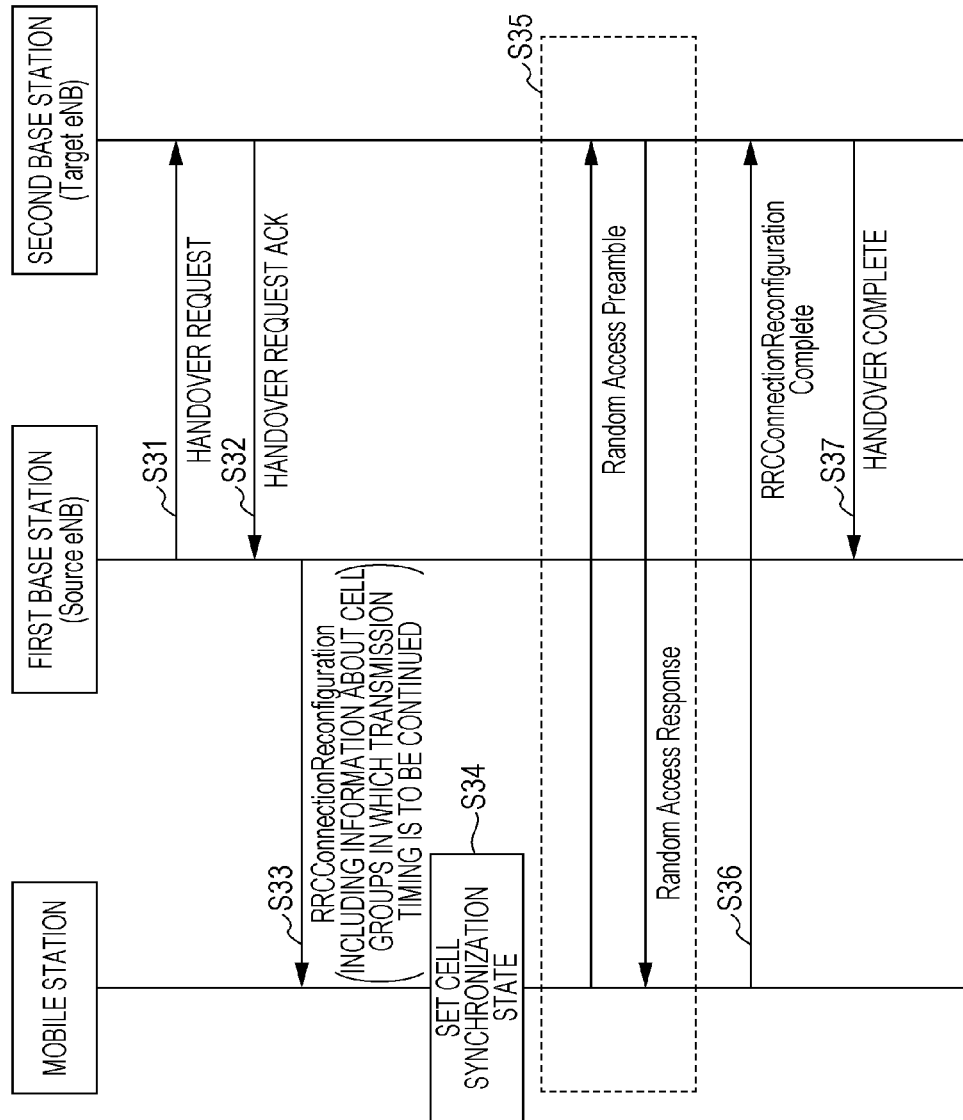 MOBILE STATION
FIRST BASE STATION
(Source eNB)
SECOND BASE STATION
(Target eNB)
S31
HANDOVER REQUEST
S32
HANDOVER REQUEST ACK
S33
RRCConnectionReconfiguration
(INCLUDING INFORMATION ABOUT CELL
GROUPS IN WHICH TRANSMISSION
TIMING IS TO BE CONTINUED)
S34
SET CELL
SYNCHRONIZATION
STATE
S35
Random Access Preamble
Random Access Response
S36
RRCConnectionReconfiguration
Complete
S37
HANDOVER COMPLETE